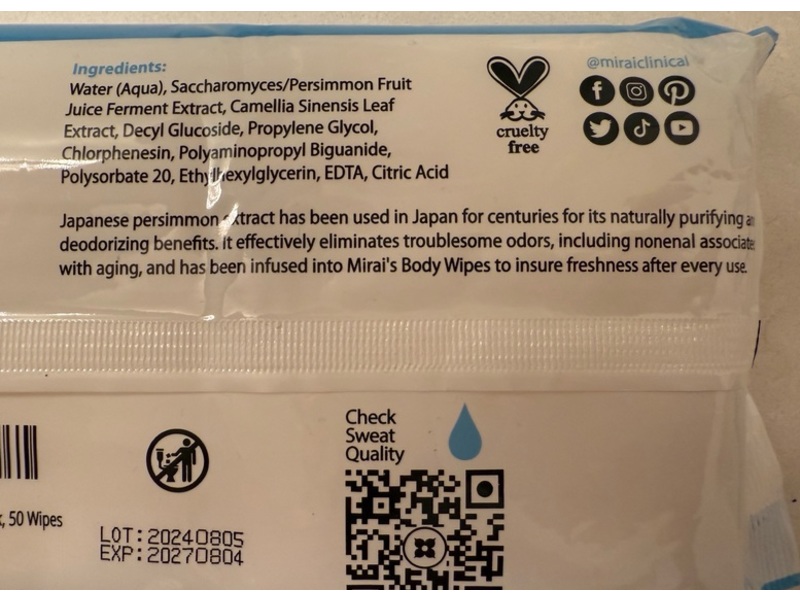 Ingredients:
Water (Aqua), Saccharomyces/Persimmon Fruit
Juice Ferment Extract, Camellia Sinensis Leaf
Extract, Decyl Glucoside, Propylene Glycol,
Chlorphenesin, Polyaminopropyl Biguanide,
Polysorbate 20, Ethylhexylglycerin, EDTA, Citric Acid
cruelty
free
@miraiclinical
Japanese persimmon extract has been used in Japan for centuries for its naturally purifying
deodorizing benefits. It effectively eliminates troublesome odors, including nonenal associate
with aging, and has been infused into Mirai's Body Wipes to insure freshness after every use.
Check
Sweat
Quality
, 50 Wipes
LOT:20240805
EXP:20270804